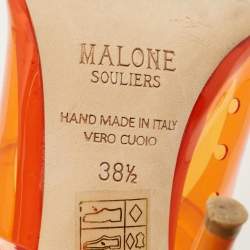 MALONE
SOULIERS
HAND MADE IN ITALY
VERO CUOIO
38½